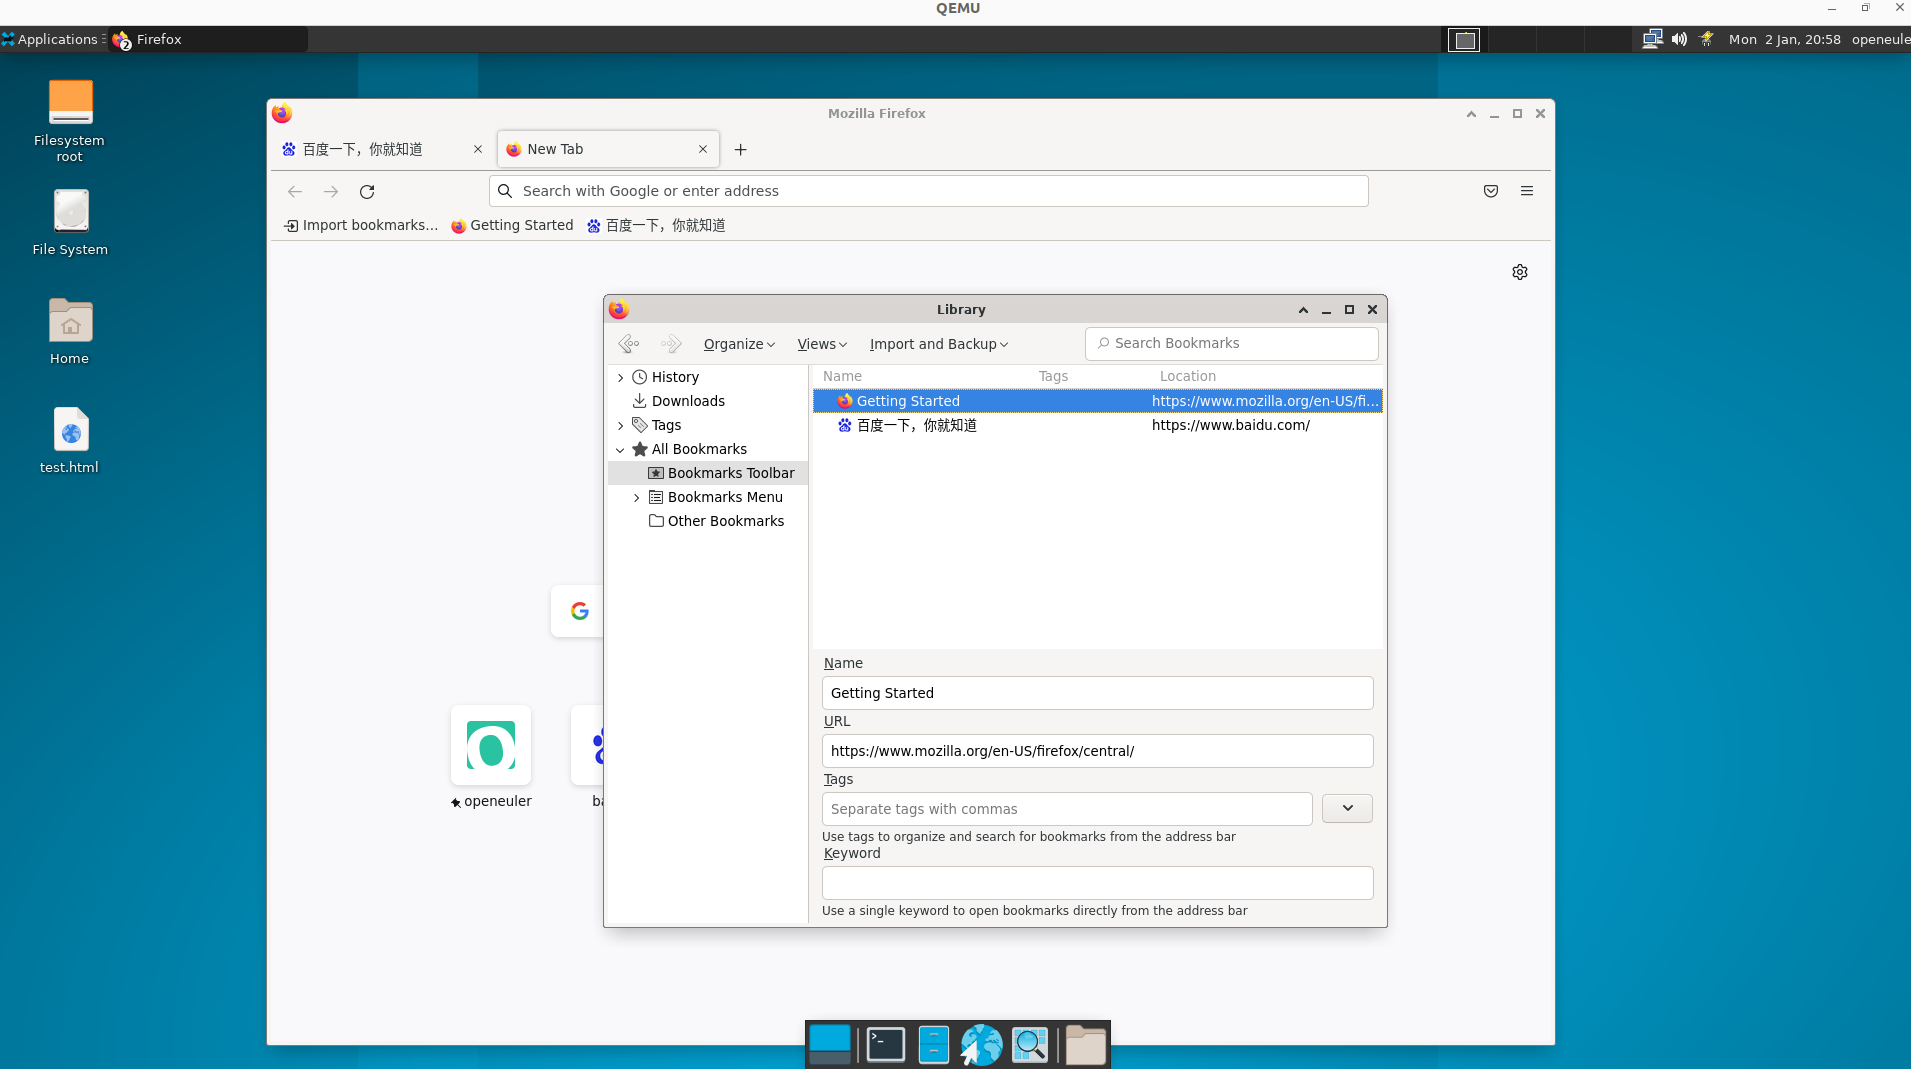 QEMU
Applications
2
Firefox
Mon 2 Jan, 20:58
openeule
Filesystem
root
File System
Home
test.html
Mozilla Firefox
百度一下，你就知道
New Tab
Search with Google or enter address
Import bookmarks...
Getting Started
百度一下，你就知道
G
openeuler
ba
Library
Organize
Views
Import and Backup
Search Bookmarks
History
Downloads
Tags
All Bookmarks
Bookmarks Toolbar
Bookmarks Menu
Other Bookmarks
Name
Tags
Location
Getting Started
https://www.mozilla.org/en-US/fi...
百度一下，你就知道
https://www.baidu.com/
Name
Getting Started
URL
https://www.mozilla.org/en-US/firefox/central/
Tags
Separate tags with commas
Use tags to organize and search for bookmarks from the address bar
Keyword
Use a single keyword to open bookmarks directly from the address bar